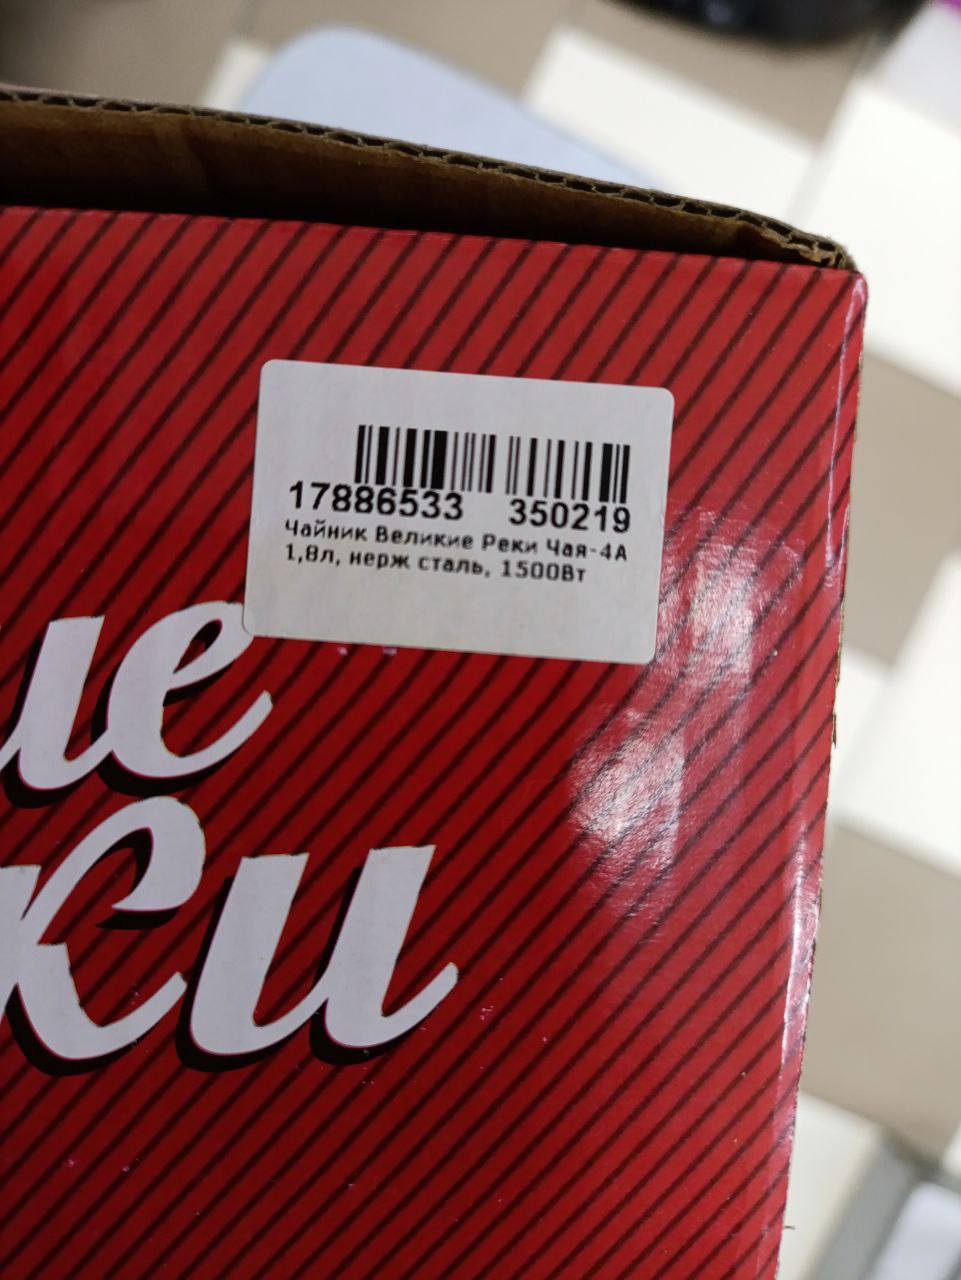 17886533 350219
Чайник Великие Реки Чая-4А
1,8л, нерж сталь, 1500Вт
ие
ки